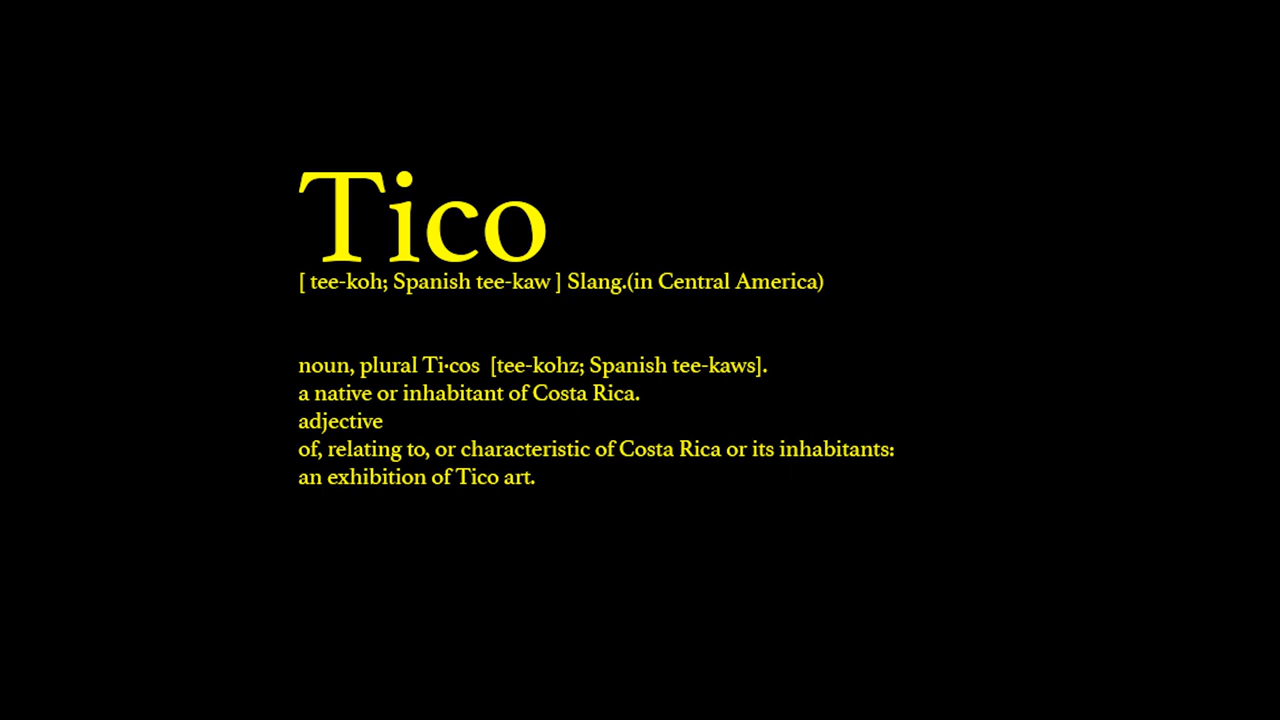 Tico
[ tee-koh; Spanish tee-kaw ] Slang.(in Central America)
noun, plural Ti·cos [tee-kohz; Spanish tee-kaws].
a native or inhabitant of Costa Rica.
adjective
of, relating to, or characteristic of Costa Rica or its inhabitants:
an exhibition of Tico art.